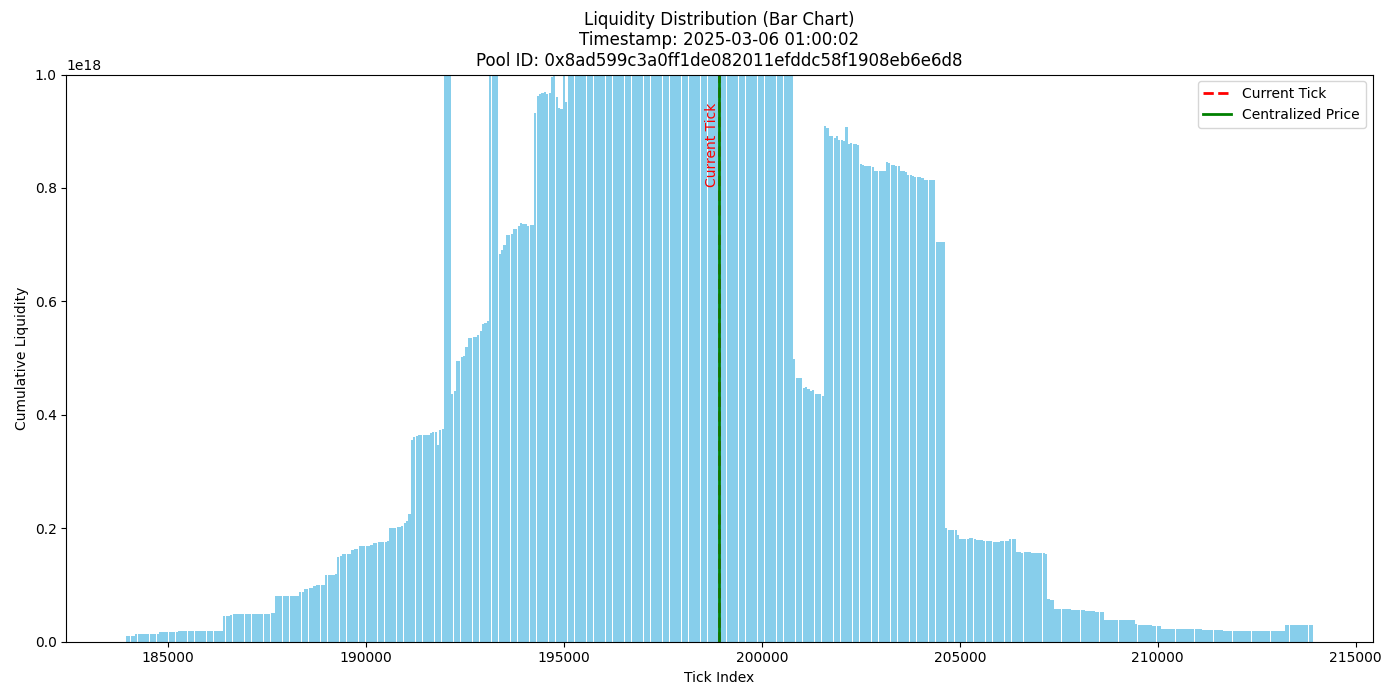 Liquidity Distribution (Bar Chart)
Timestamp: 2025-03-06 01:00:02
Pool ID: 0x8ad599c3a0ff1de082011efddc58f1908eb6e6d8
1e18
1.0
0.8
0.6
0.4
0.2
0.0
Cumulative Liquidity
Current Tick
Current Tick
Centralized Price
185000 190000 195000 200000 205000 210000 215000
Tick Index